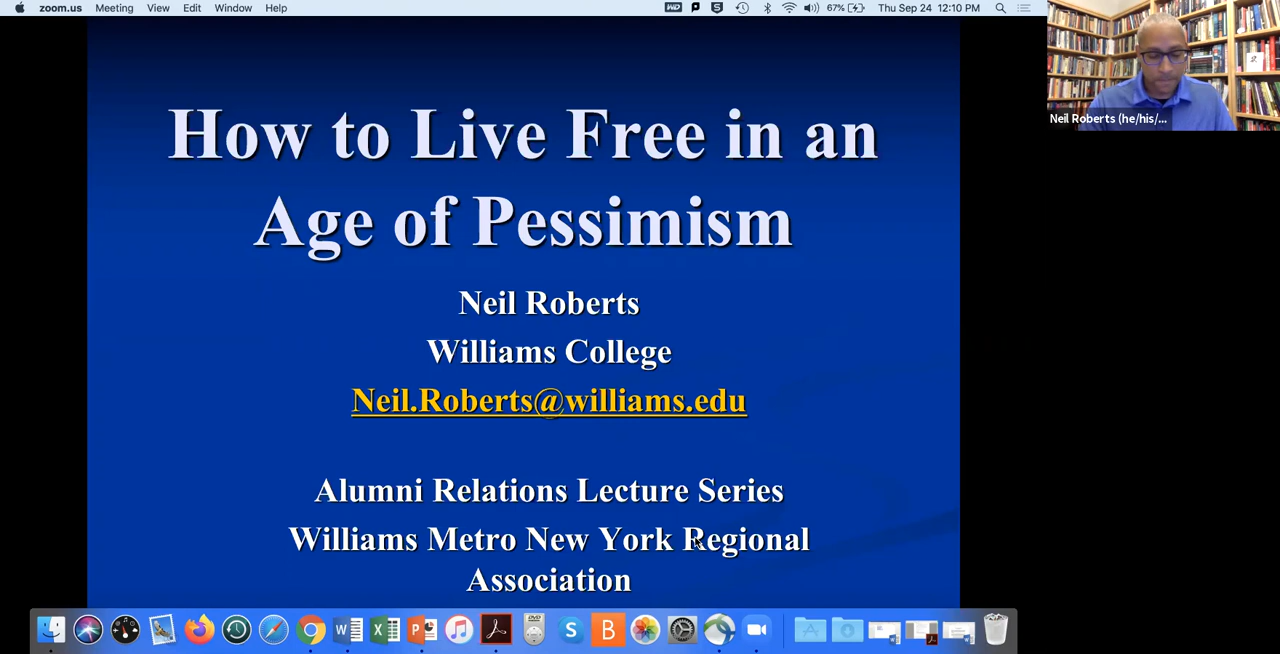 zoom.us Meeting View Edit Window Help
WD 67% Thu Sep 24 12:10 PM
How to Live Free in an
Age of Pessimism
Neil Roberts
Williams College
Neil.Roberts@williams.edu
Alumni Relations Lecture Series
Williams Metro New York Regional
Association
Neil Roberts (he/his/...